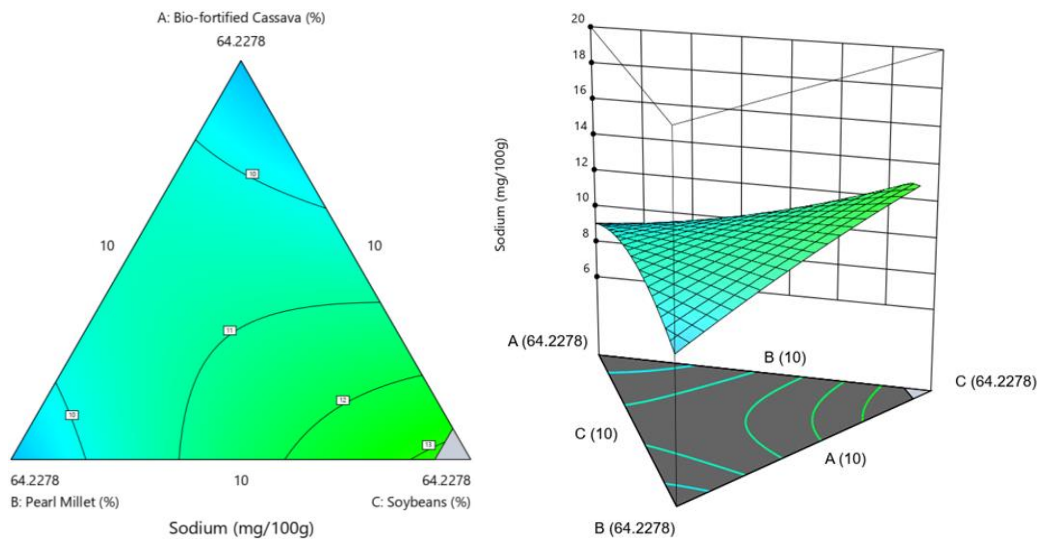 A: Bio-fortified Cassava (%)
64.2278
10
10
10
11
10
12
13
64.2278
10
64.2278
B: Pearl Millet (%)
C: Soybeans (%)
Sodium (mg/100g)
20
18
16
14
12
10
8
6
Sodium (mg/100g)
A (64.2278)
B (10)
C (64.2278)
C (10)
A (10)
B (64.2278)